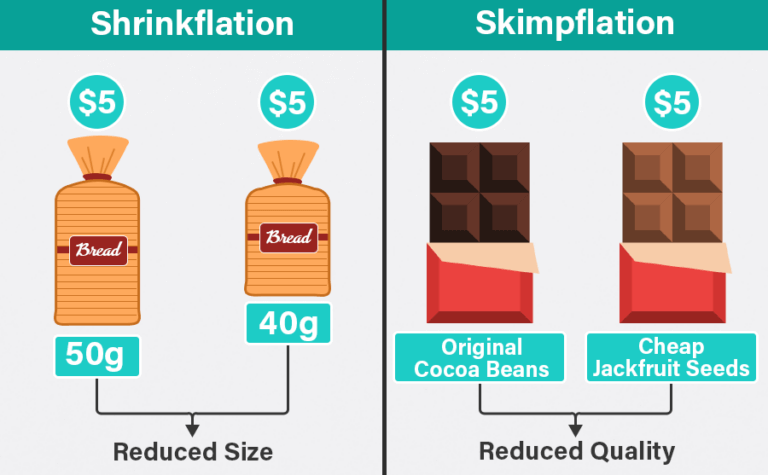 Shrinkflation
$5
$5
Bread
Bread
50g
40g
Reduced Size
Skimpflation
$5
$5
Original
Cocoa Beans
Cheap
Jackfruit Seeds
Reduced Quality